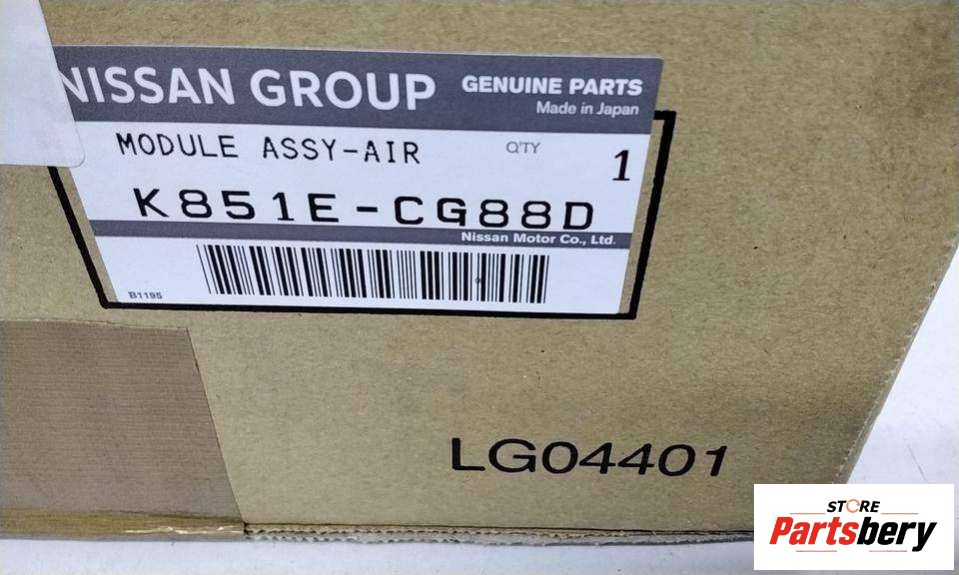 NISSAN GROUP GENUINE PARTS
Made in Japan
MODULE ASSY-AIR Q'TY 1
K851E-CG88D
Nissan Motor Co., Ltd.
B1195
LG04401
STORE
Partsbery